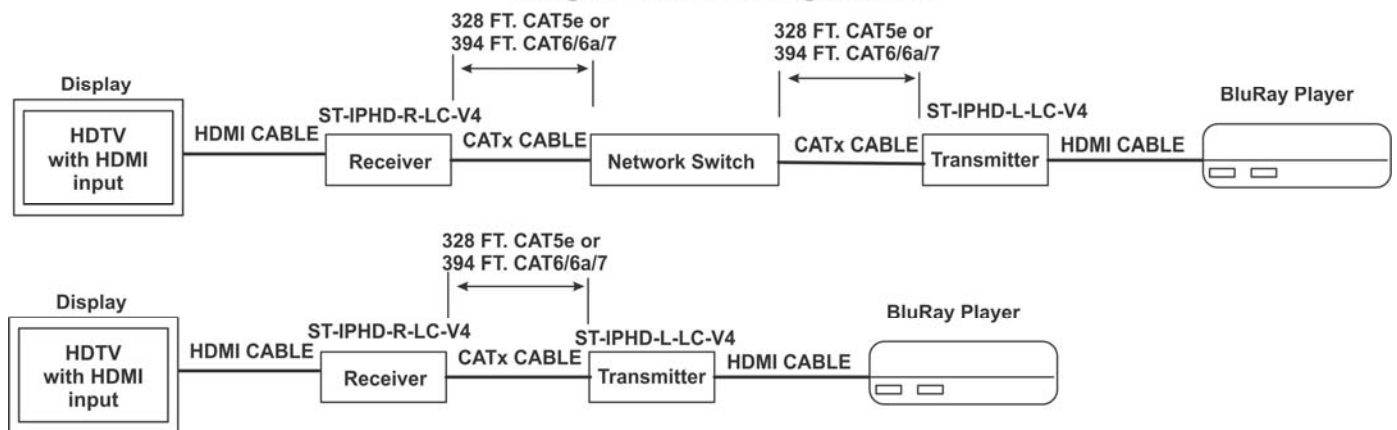 328 FT. CAT5e or
394 FT. CAT6/6a/7
328 FT. CAT5e or
394 FT. CAT6/6a/7
Display
ST-IPHD-R-LC-V4
ST-IPHD-L-LC-V4
BluRay Player
HDTV
with HDMI
input
HDMI CABLE
Receiver
CATx CABLE
Network Switch
CATx CABLE
Transmitter
HDMI CABLE
328 FT. CAT5e or
394 FT. CAT6/6a/7
Display
ST-IPHD-R-LC-V4
ST-IPHD-L-LC-V4
BluRay Player
HDTV
with HDMI
input
HDMI CABLE
Receiver
CATx CABLE
Transmitter
HDMI CABLE